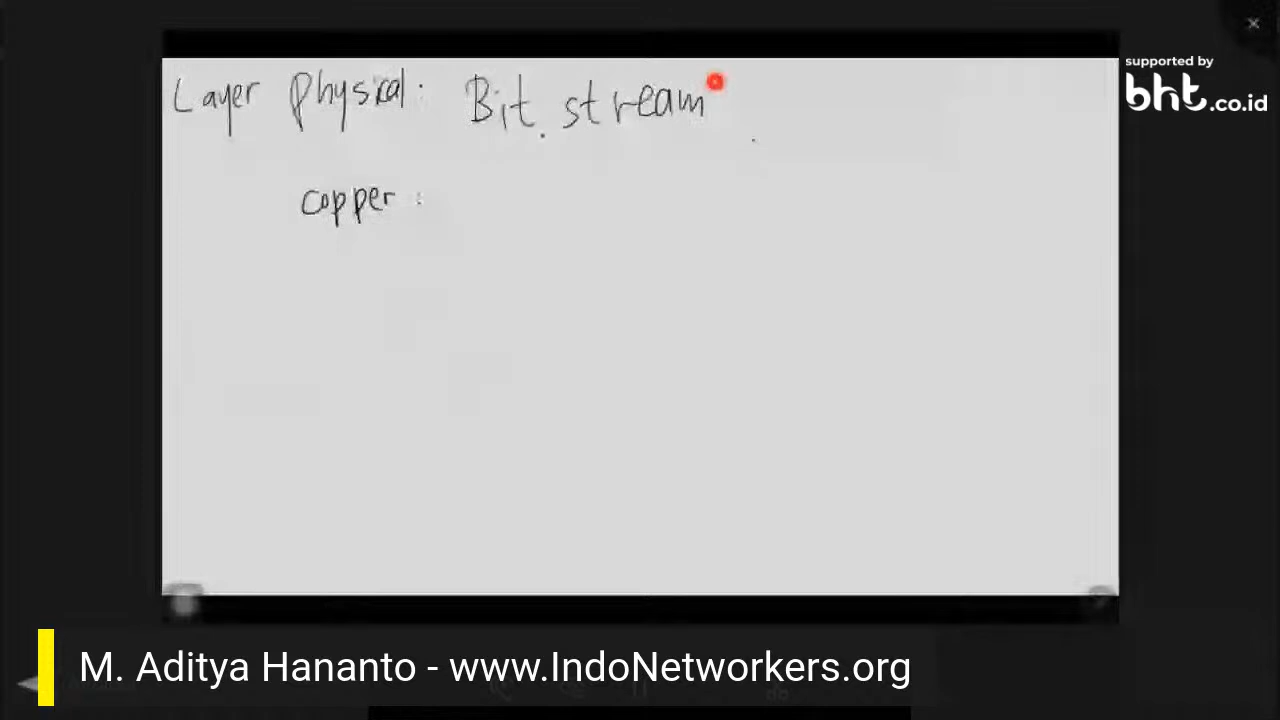 Layer Physical : Bit stream
supported by
bht.co.id
copper :
M. Aditya Hananto - www.IndoNetworkers.org